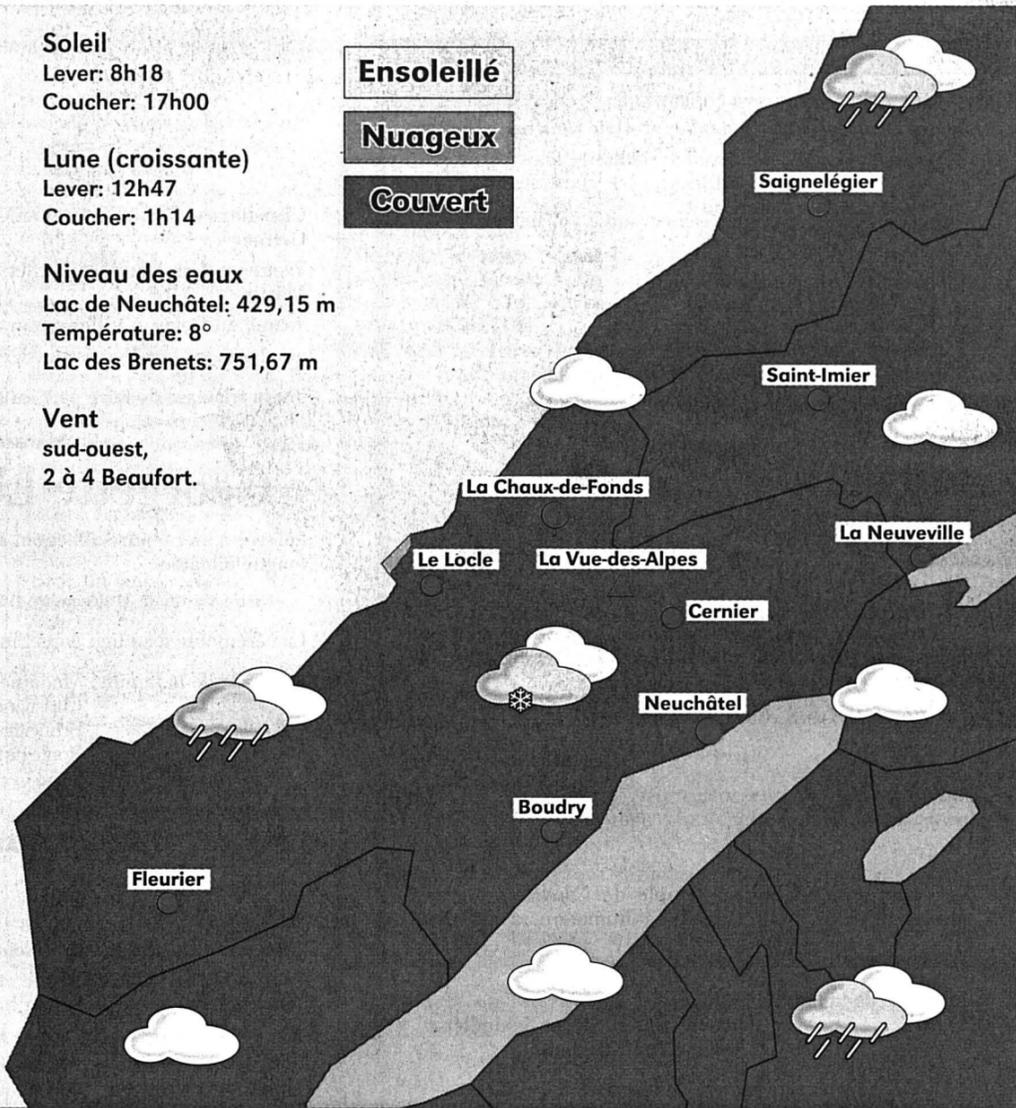 Soleil
Lever: 8h18
Coucher: 17h00
Lune (croissante)
Lever: 12h47
Coucher: 1h14
Niveau des eaux
Lac de Neuchâtel: 429,15 m
Température: 8°
Lac des Brenets: 751,67 m
Vent
sud-ouest,
2 à 4 Beaufort.
Ensoleillé
Nuageux
Couvert
Saignelégier
Saint-Imier
La Chaux-de-Fonds
La Neuveville
Le Locle
La Vue-des-Alpes
Cernier
Neuchâtel
Boudry
Fleurier